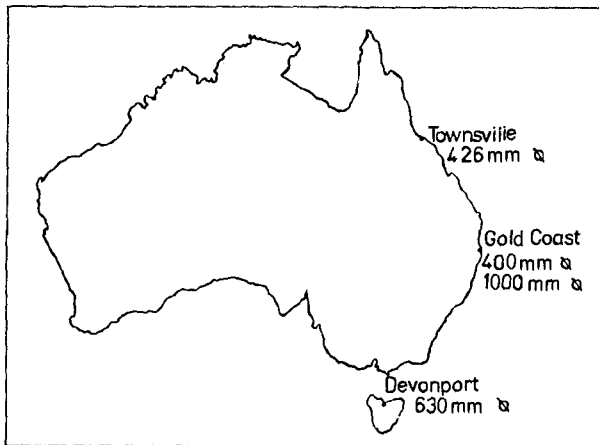 Townsville
426 mm ⌀
Gold Coast
400 mm ⌀
1000 mm ⌀
Devonport
630 mm ⌀